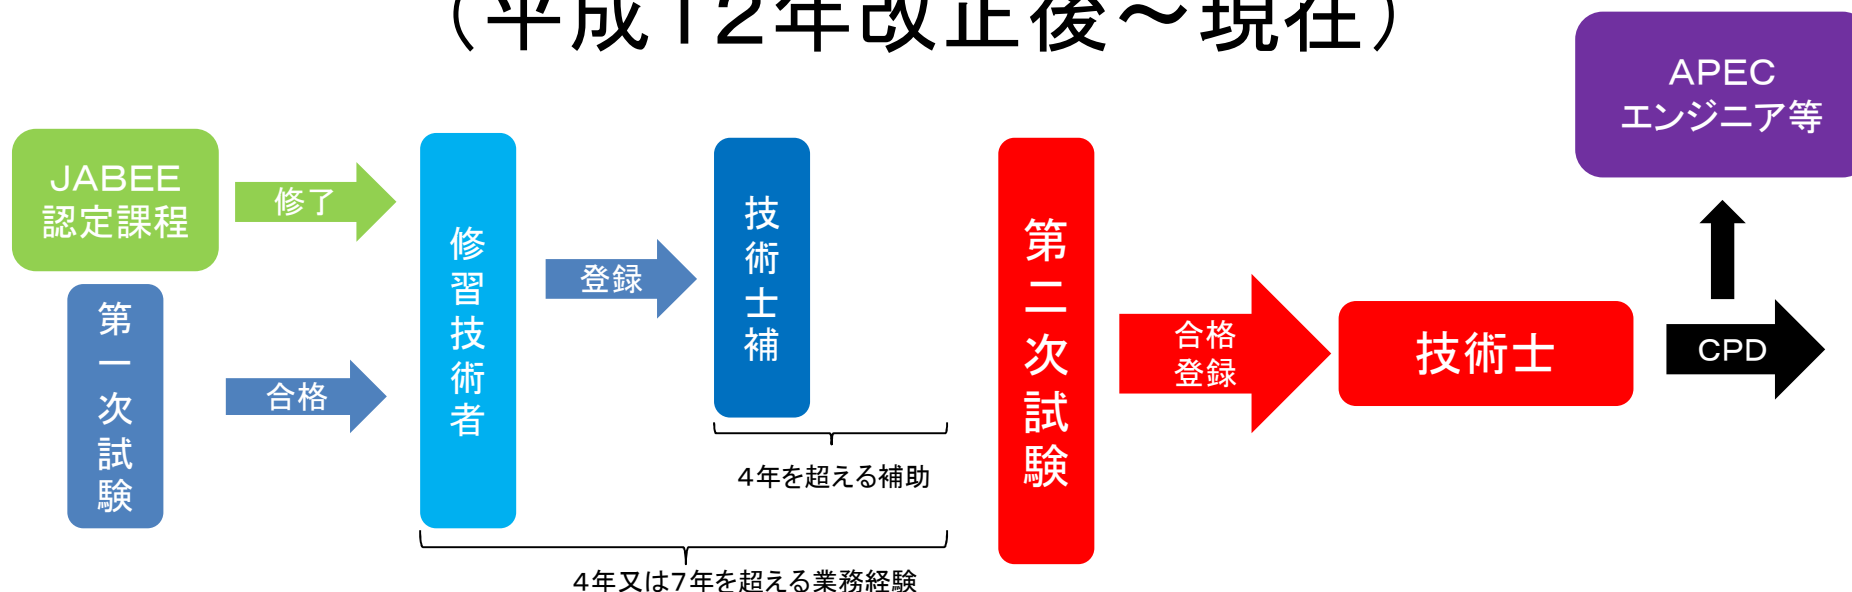 （平成12年改正後～現在）
APEC
エンジニア等
JABEE
認定課程
修了
第一次試験
合格
修習技術者
登録
技術士補
4年を超える補助
4年又は7年を超える業務経験
第二次試験
合格
登録
技術士
CPD